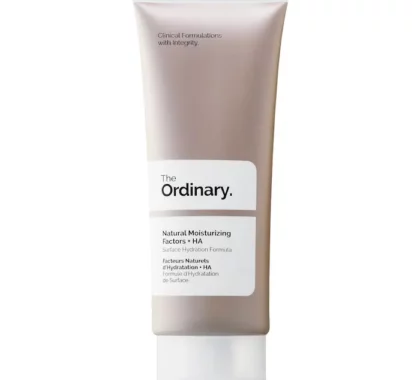 Clinical Formulations
with Integrity.
The
Ordinary.
Natural Moisturizing
Factors + HA
Surface Hydration Formula
Facteurs Naturels
d'Hydratation + HA
Formule d'Hydratation
de Surface